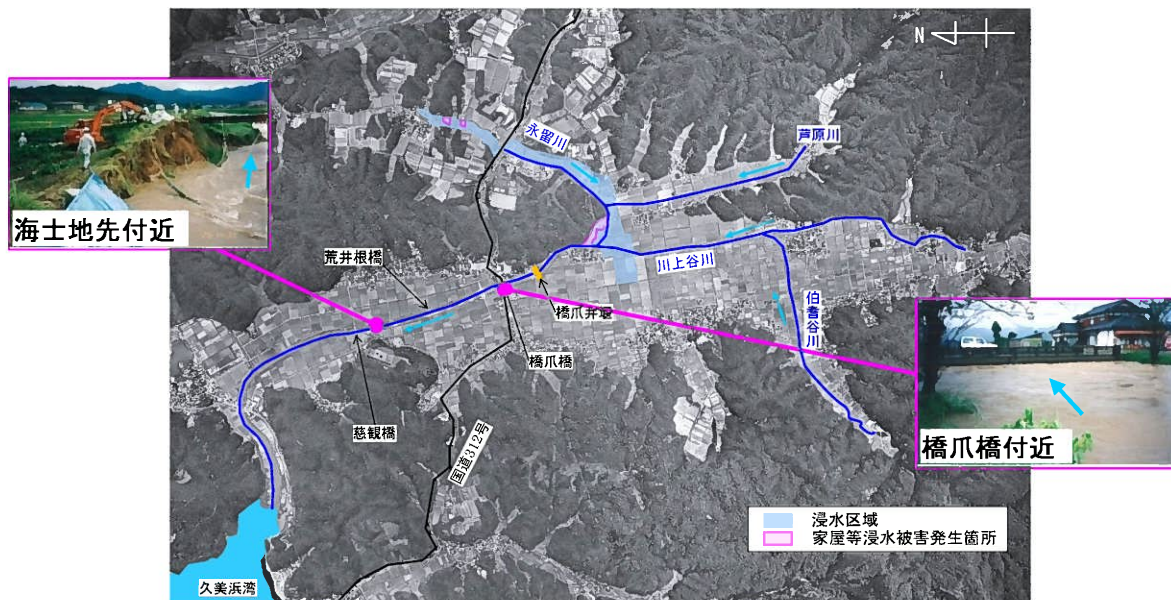 N
永留川
芦原川
海士地先付近
荒井根橋
川上谷川
伯耆谷川
橋爪井堰
橋爪橋
慈観橋
国道312号
橋爪橋付近
浸水区域
家屋等浸水被害発生箇所
久美浜湾